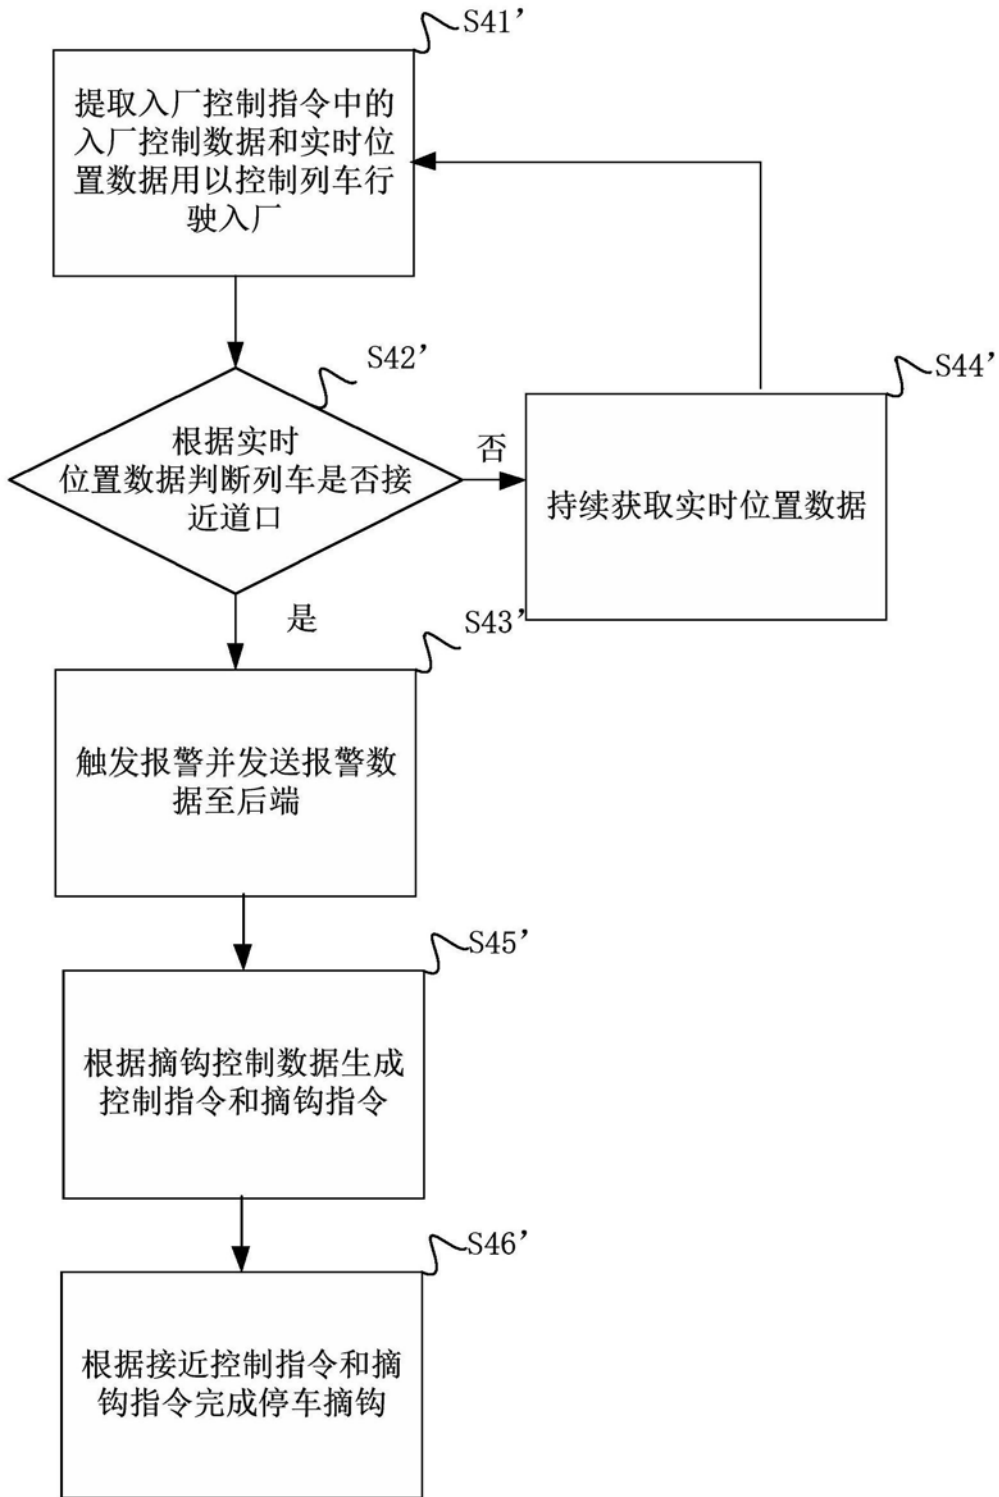 S41’
提取入厂控制指令中的
入厂控制数据和实时位
置数据用以控制列车行
驶入厂
S42’
根据实时
位置数据判断列车是否接
近道口
否
S44’
持续获取实时位置数据
是
S43’
触发报警并发送报警数
据至后端
S45’
根据摘钩控制数据生成
控制指令和摘钩指令
S46’
根据接近控制指令和摘
钩指令完成停车摘钩